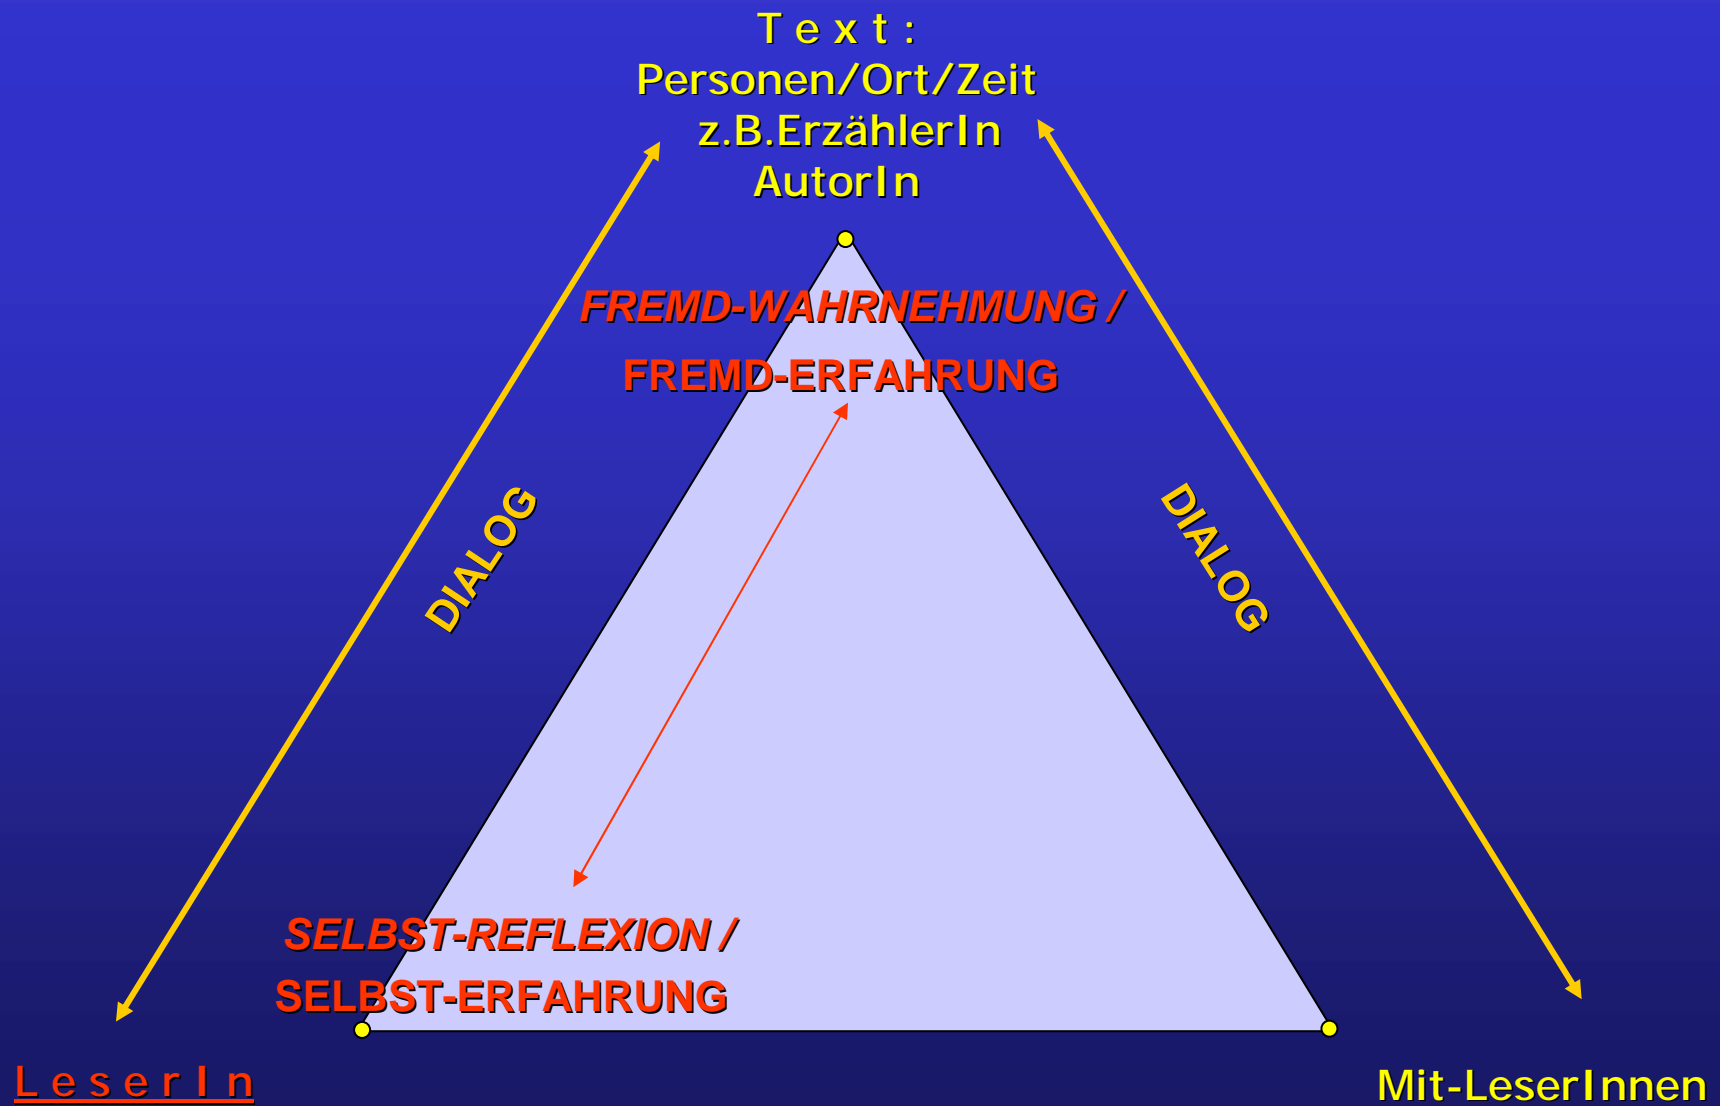 T e x t :
Personen/Ort/Zeit
z.B.ErzählerIn
AutorIn
FREMD-WAHRNEHMUNG /
FREMD-ERFAHRUNG
DIALOG
DIALOG
SELBST-REFLEXION /
SELBST-ERFAHRUNG
L e s e r I n
Mit-LeserInnen